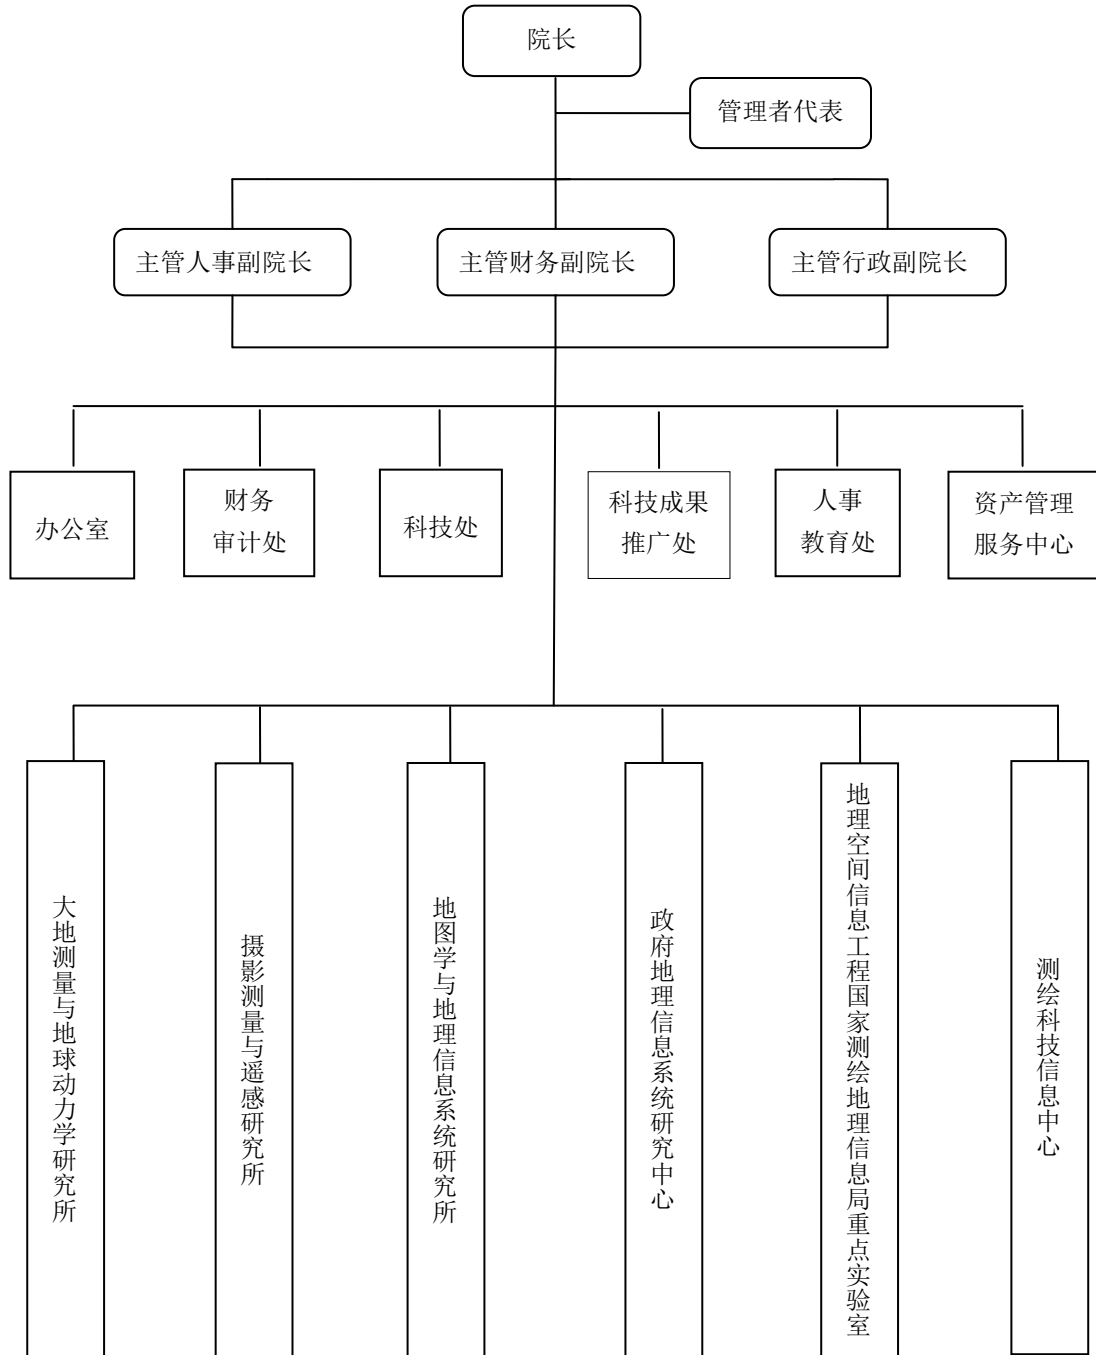 院长
管理者代表
主管人事副院长
主管财务副院长
主管行政副院长
办公室
财务
审计处
科技处
科技成果
推广处
人事
教育处
资产管理
服务中心
大地测量与地球动力学研究所
摄影测量与遥感研究所
地图学与地理信息系统研究所
政府地理信息系统研究中心
地理空间信息工程国家测绘地理信息局重点实验室
测绘科技信息中心